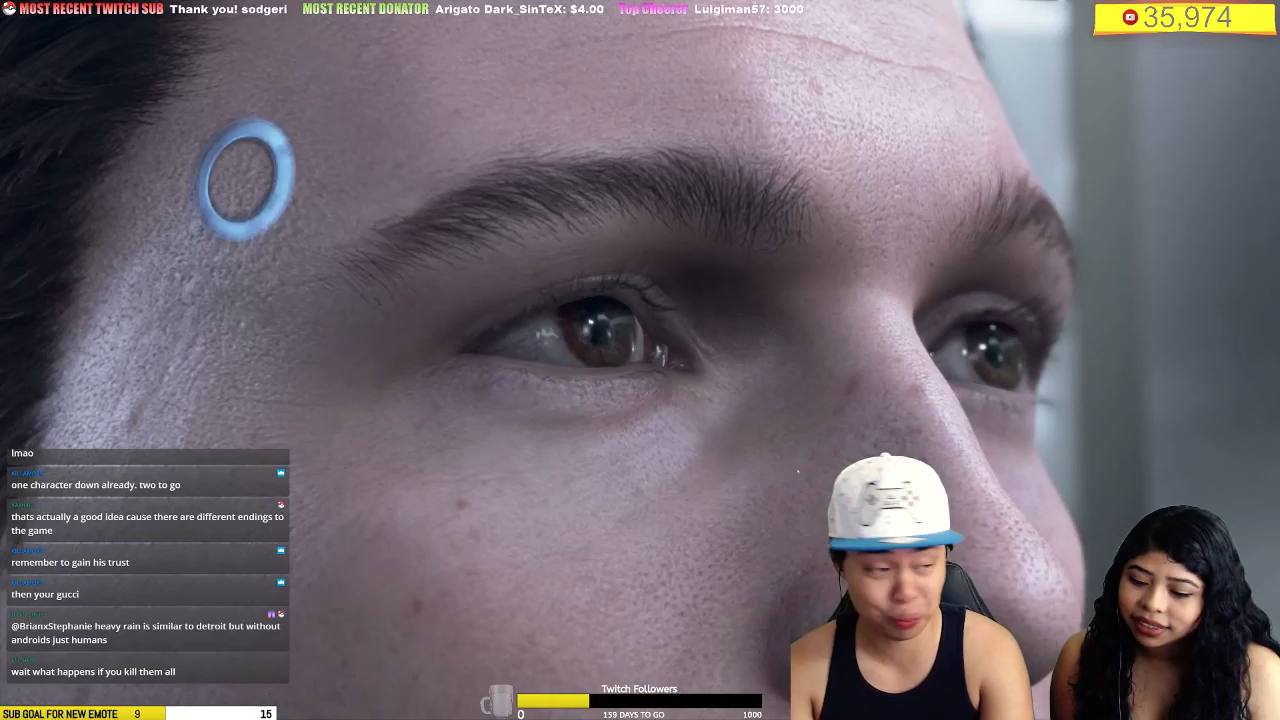 MOST RECENT TWITCH SUB Thank you! sodgeri MOST RECENT DONATOR Arigato Dark_SinTeX: $4.00 Top Cheerer Luigiman57: 3000
35,974
lmao
one character down already. two to go
thats actually a good idea cause there are different endings to
the game
remember to gain his trust
then your gucci
@BrianxStephanie heavy rain is similar to detroit but without
androids just humans
wait what happens if you kill them all
Twitch Followers
0 159 DAYS TO GO 1000
SUB GOAL FOR NEW EMOTE 9 15